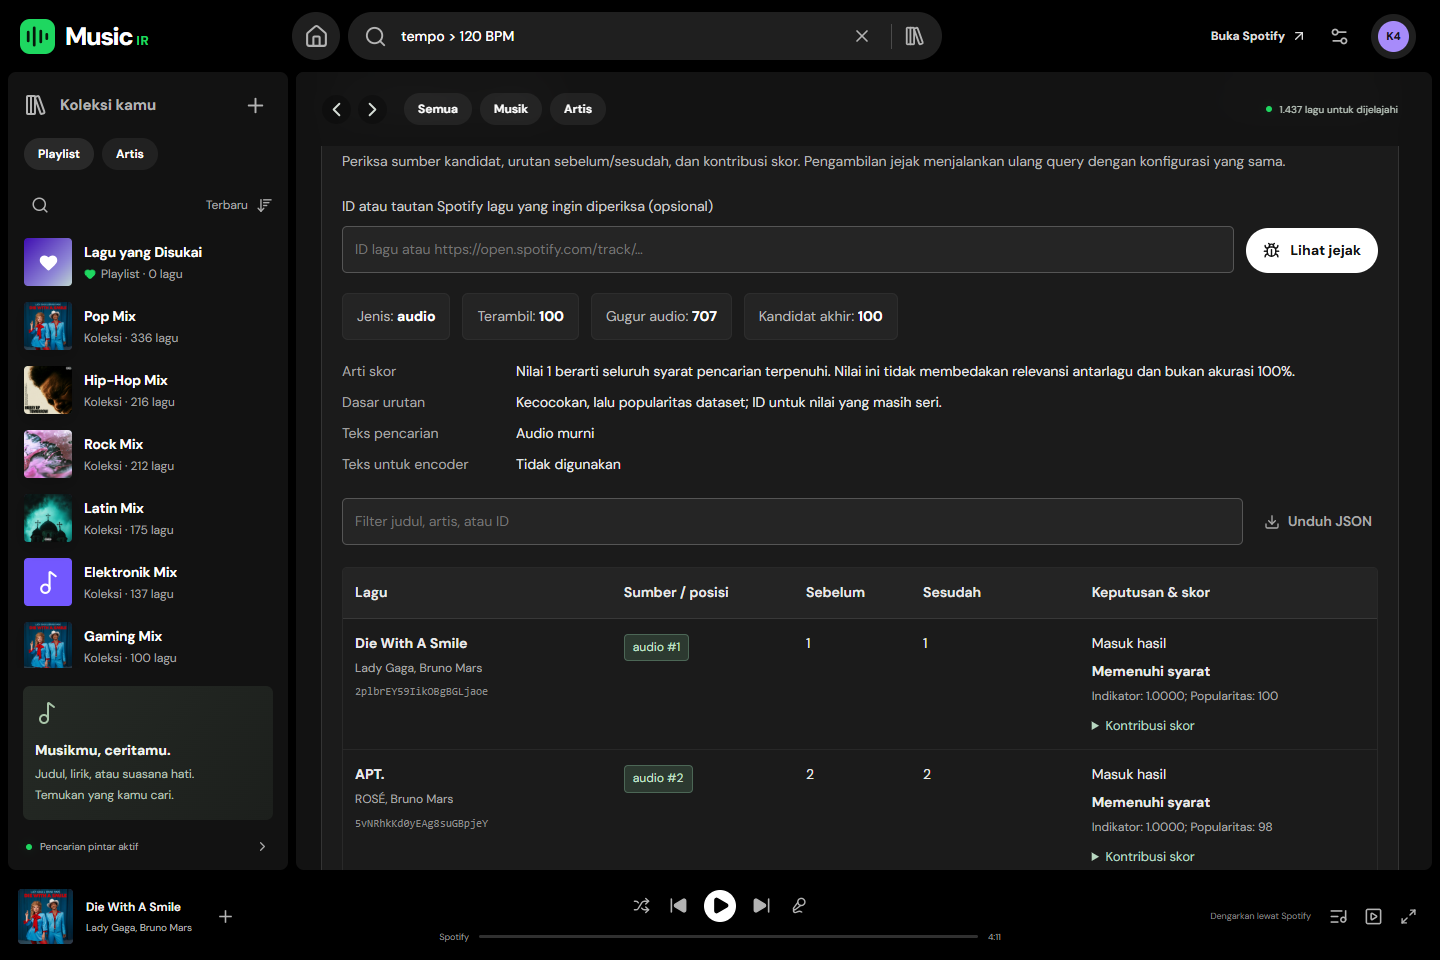 Music IR
tempo > 120 BPM
Buka Spotify
K4
Koleksi kamu
Playlist
Artis
Terbaru
Lagu yang Disukai
Playlist · 0 lagu
Pop Mix
Koleksi · 336 lagu
Hip-Hop Mix
Koleksi · 216 lagu
Rock Mix
Koleksi · 212 lagu
Latin Mix
Koleksi · 175 lagu
Elektronik Mix
Koleksi · 137 lagu
Gaming Mix
Koleksi · 100 lagu
Musikmu, ceritamu.
Judul, lirik, atau suasana hati.
Temukan yang kamu cari.
Pencarian pintar aktif
Semua
Musik
Artis
1.437 lagu untuk dijelajahi
Periksa sumber kandidat, urutan sebelum/sesudah, dan kontribusi skor. Pengambilan jejak menjalankan ulang query dengan konfigurasi yang sama.
ID atau tautan Spotify lagu yang ingin diperiksa (opsional)
ID lagu atau https://open.spotify.com/track/...
Lihat jejak
Jenis: audio
Terambil: 100
Gugur audio: 707
Kandidat akhir: 100
Arti skor Nilai 1 berarti seluruh syarat pencarian terpenuhi. Nilai ini tidak membedakan relevansi antarlagu dan bukan akurasi 100%.
Dasar urutan Kecocokan, lalu popularitas dataset; ID untuk nilai yang masih seri.
Teks pencarian Audio murni
Teks untuk encoder Tidak digunakan
Filter judul, artis, atau ID
Unduh JSON
Lagu Sumber / posisi Sebelum Sesudah Keputusan & skor
Die With A Smile audio #1 1 1 Masuk hasil
Lady Gaga, Bruno Mars Memenuhi syarat
2plbrEY59IikOBgBGLjaoe Indikator: 1.0000; Popularitas: 100
Kontribusi skor
APT. audio #2 2 2 Masuk hasil
ROSÉ, Bruno Mars Memenuhi syarat
5vNRhkKd0yEAg8suGBpjeY Indikator: 1.0000; Popularitas: 98
Kontribusi skor
Die With A Smile
Lady Gaga, Bruno Mars
Spotify
4:11
Dengarkan lewat Spotify